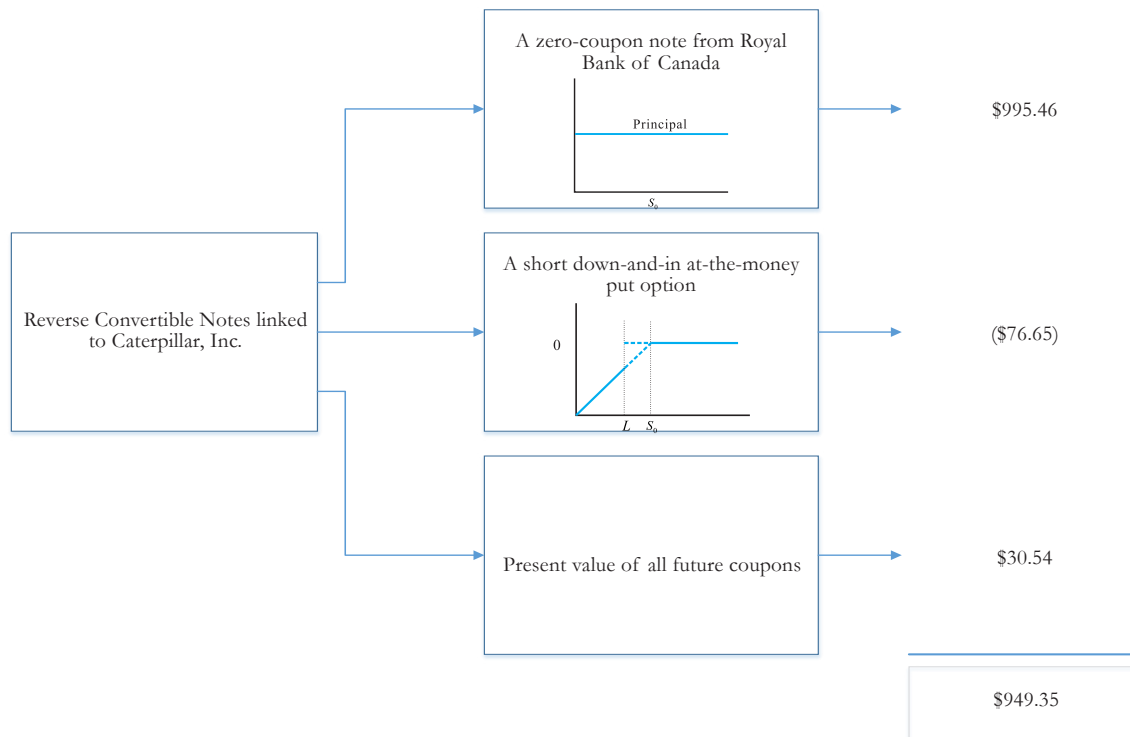 A zero-coupon note from Royal
Bank of Canada
Principal
S₀
$995.46
Reverse Convertible Notes linked
to Caterpillar, Inc.
A short down-and-in at-the-money
put option
0
L S₀
($76.65)
Present value of all future coupons
$30.54
$949.35